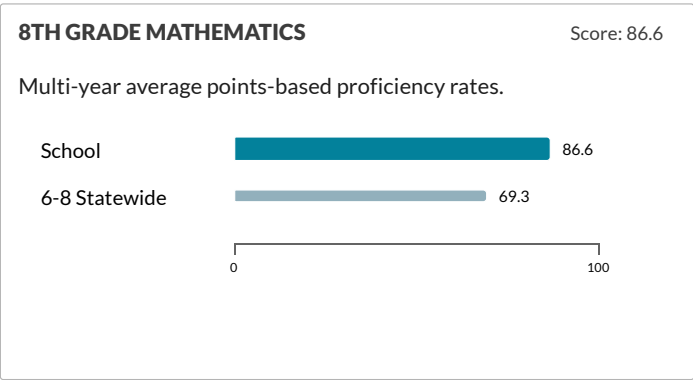 8TH GRADE MATHEMATICS Score: 86.6
Multi-year average points-based proficiency rates.
School 86.6
6-8 Statewide 69.3
0 100